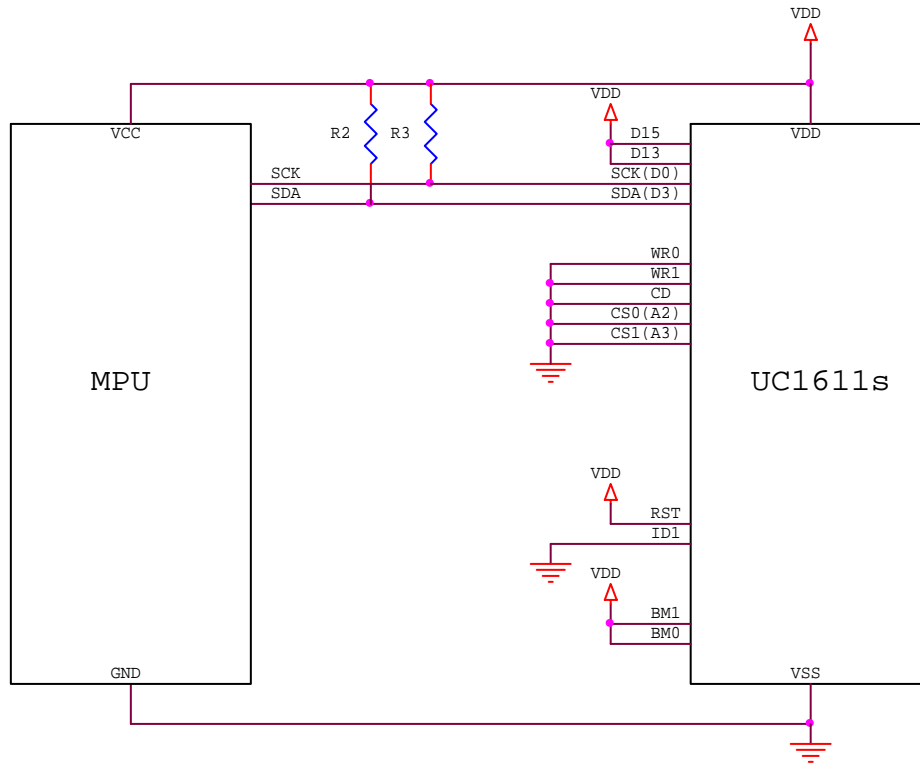 VDD
VDD
VCC
VDD
R2
R3
D15
D13
SCK
SCK(D0)
SDA
SDA(D3)
WR0
WR1
CD
CS0(A2)
CS1(A3)
MPU
UC1611s
VDD
RST
ID1
VDD
BM1
BM0
GND
VSS